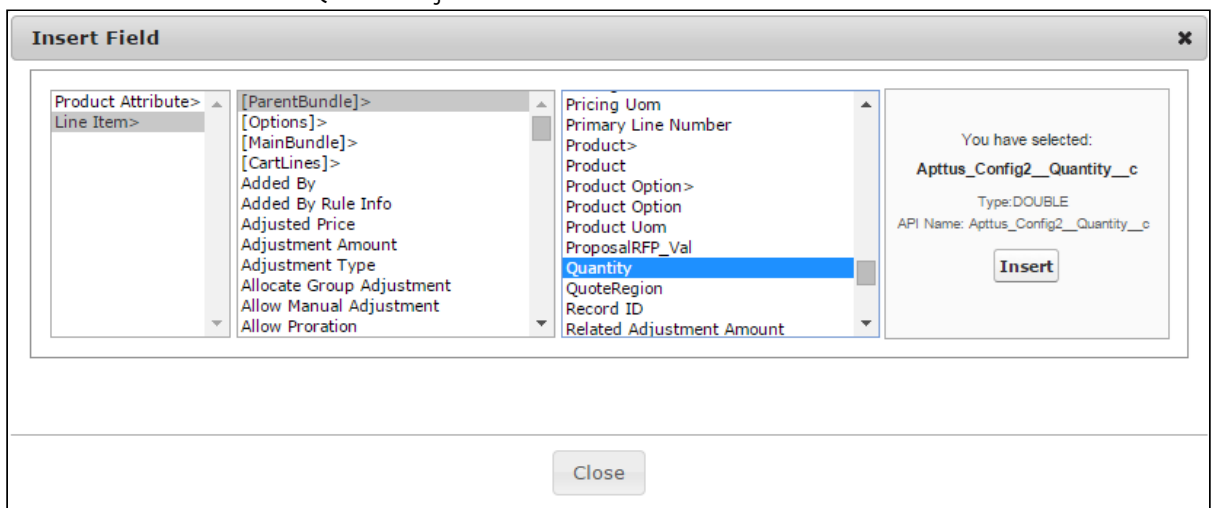 Insert Field
Product Attribute>
Line Item>
[ParentBundle]>
[Options]>
[MainBundle]>
[CartLines]>
Added By
Added By Rule Info
Adjusted Price
Adjustment Amount
Adjustment Type
Allocate Group Adjustment
Allow Manual Adjustment
Allow Proration
Pricing Uom
Primary Line Number
Product>
Product
Product Option>
Product Option
Product Uom
ProposalRFP_Val
Quantity
QuoteRegion
Record ID
Related Adjustment Amount
You have selected:
Apttus_Config2__Quantity__c
Type:DOUBLE
API Name: Apttus_Config2__Quantity__c
Insert
Close